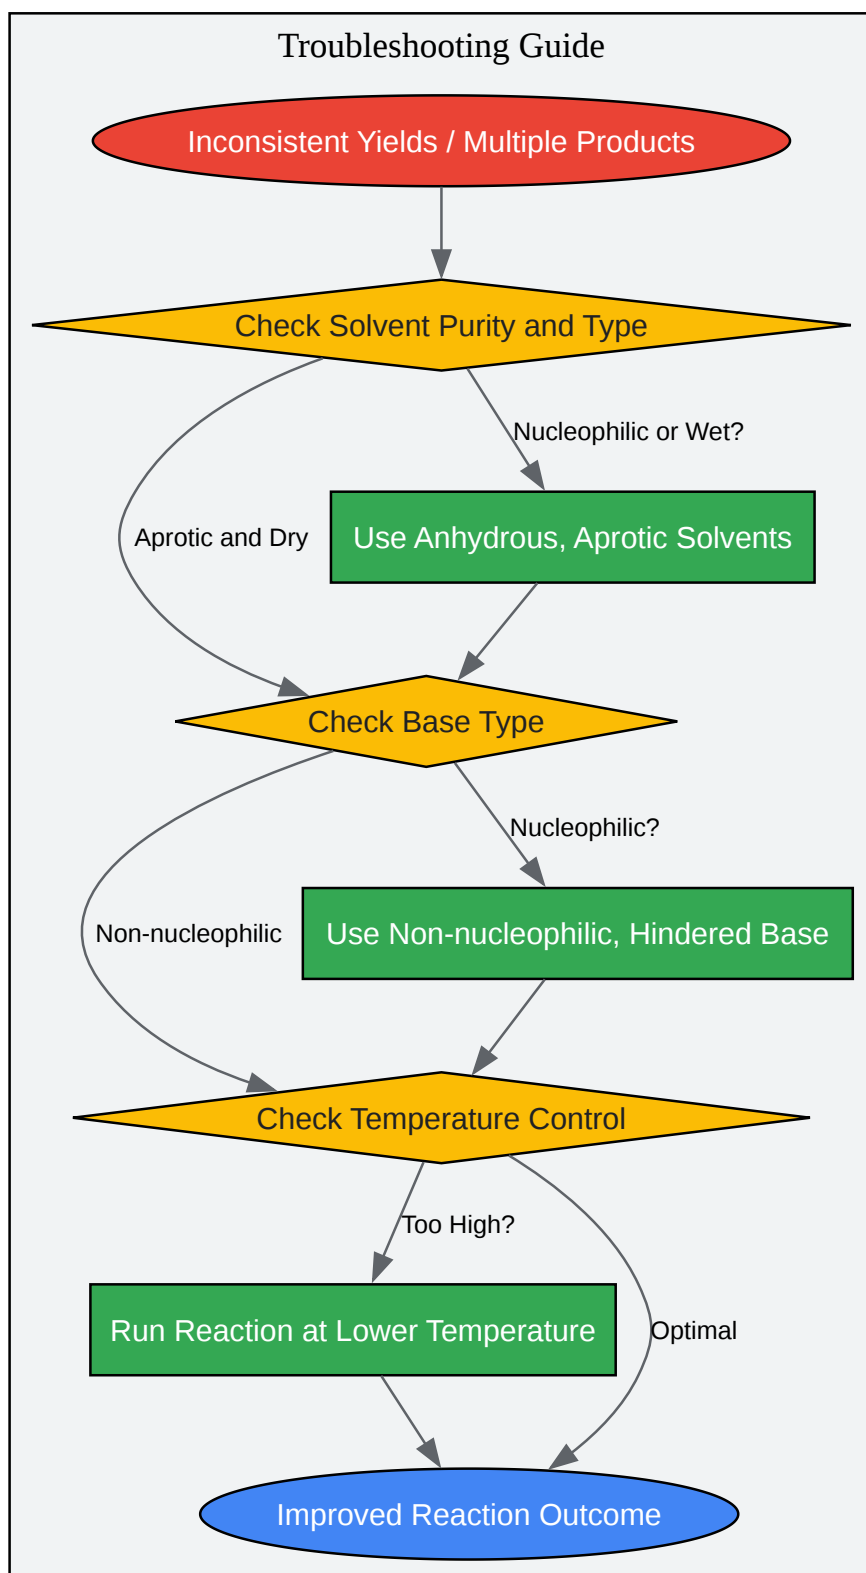 Troubleshooting Guide
Inconsistent Yields / Multiple Products
Check Solvent Purity and Type
Nucleophilic or Wet?
Aprotic and Dry
Use Anhydrous, Aprotic Solvents
Check Base Type
Nucleophilic?
Non-nucleophilic
Use Non-nucleophilic, Hindered Base
Check Temperature Control
Too High?
Run Reaction at Lower Temperature
Optimal
Improved Reaction Outcome